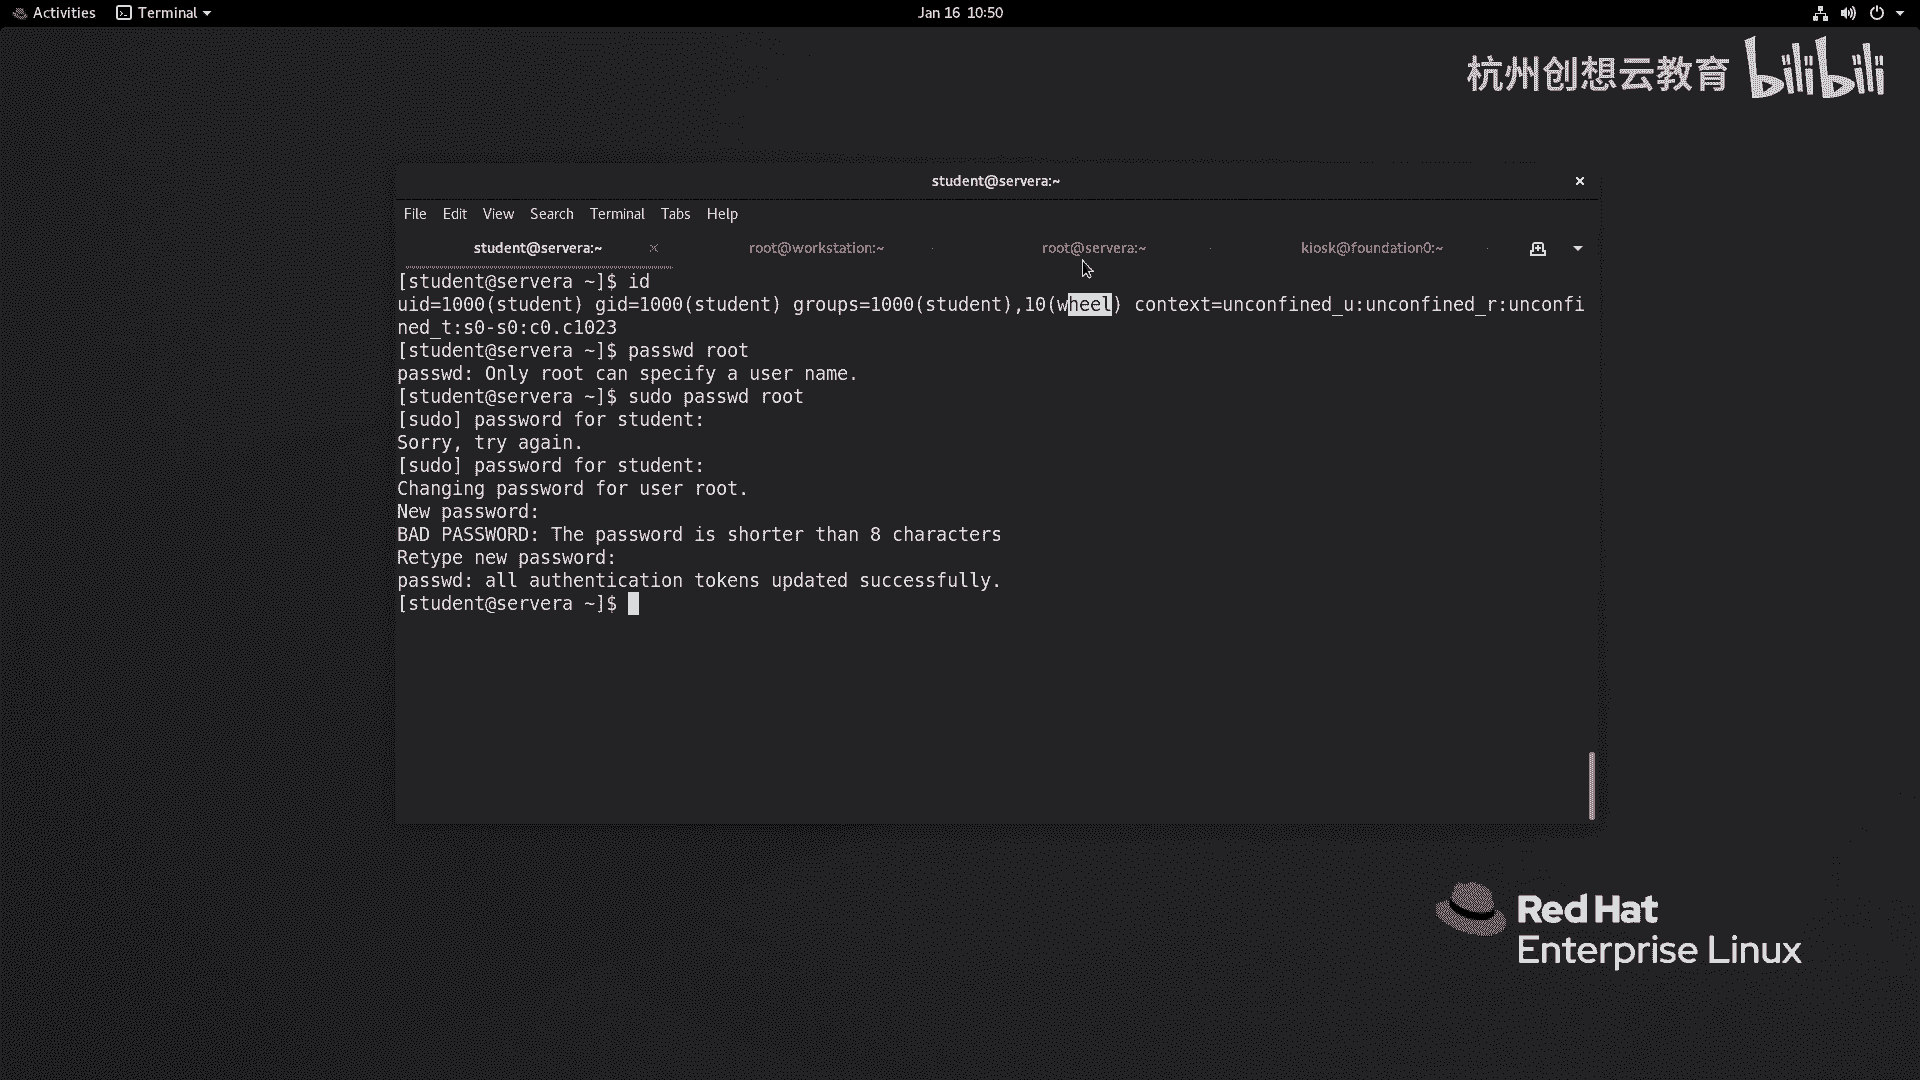 Activities Terminal Jan 16 10:50
杭州创想云教育 bilibili
student@servera:~
File Edit View Search Terminal Tabs Help
student@servera:~ root@workstation:~ root@servera:~ kiosk@foundation0:~
[student@servera ~]$ id
uid=1000(student) gid=1000(student) groups=1000(student),10(wheel) context=unconfined_u:unconfined_r:unconfi
ned_t:s0-s0:c0.c1023
[student@servera ~]$ passwd root
passwd: Only root can specify a user name.
[student@servera ~]$ sudo passwd root
[sudo] password for student:
Sorry, try again.
[sudo] password for student:
Changing password for user root.
New password:
BAD PASSWORD: The password is shorter than 8 characters
Retype new password:
passwd: all authentication tokens updated successfully.
[student@servera ~]$
Red Hat
Enterprise Linux